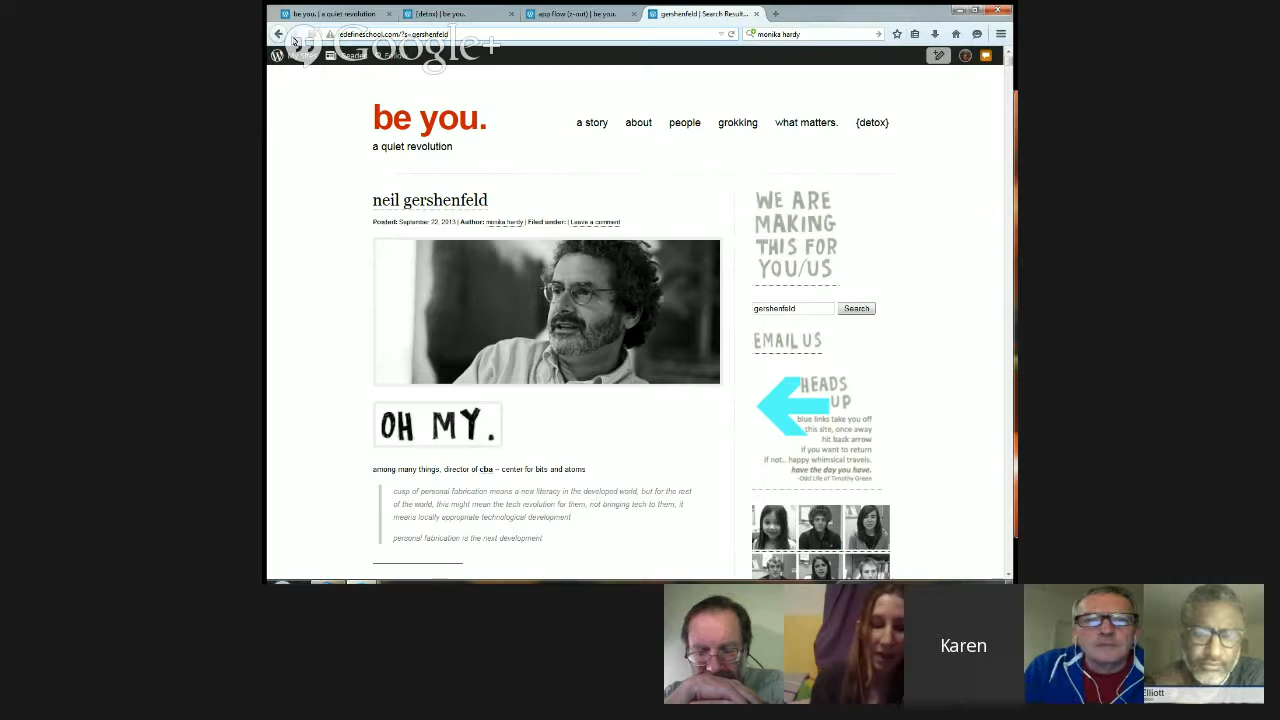 be you. | a quiet revolution
{detox} | be you.
app flow (z-out) | be you.
gershenfeld | Search Result...
edefineschool.com/?s=gershenfeld
monika hardy
Google+
be you.
a quiet revolution
a story
about
people
grokking
what matters.
{detox}
neil gershenfeld
Posted: September 22, 2013 | Author: monika hardy | Filed under: | Leave a comment
WE ARE
MAKING
THIS FOR
YOU/US
gershenfeld
Search
EMAIL US
HEADS
UP
blue links take you off
this site, once away
hit back arrow
if you want to return
if not.. happy whimsical travels.
have the day you have.
-Odd Life of Timothy Green
OH MY.
among many things, director of cba – center for bits and atoms
cusp of personal fabrication means a new literacy in the developed world, but for the rest
of the world, this might mean the tech revolution for them, not bringing tech to them, it
means locally appropriate technological development
personal fabrication is the next development
Karen
Elliott